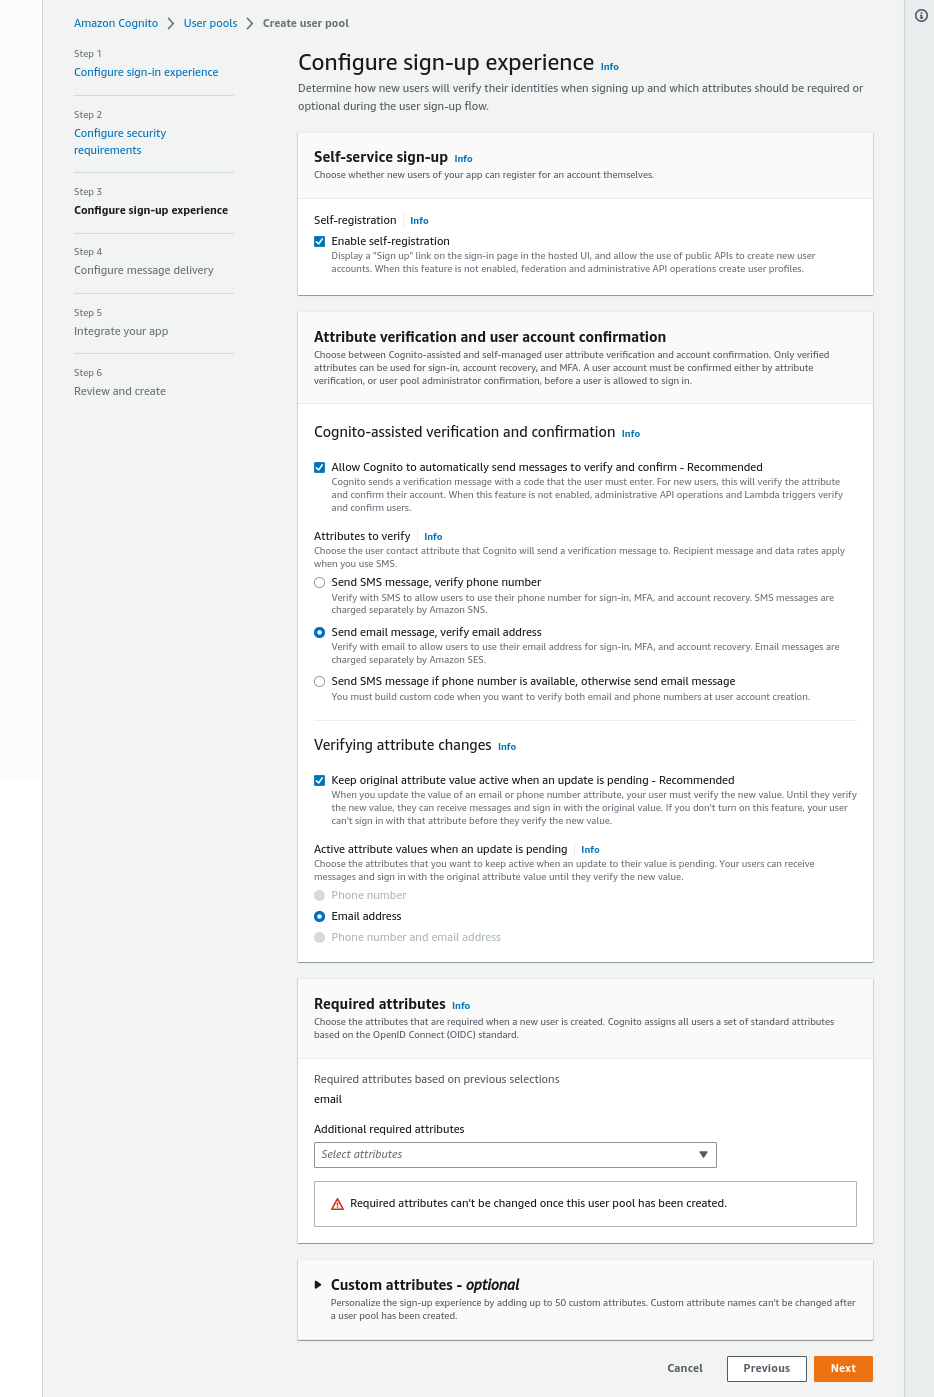 Amazon Cognito > User pools > Create user pool
Step 1
Configure sign-in experience
Step 2
Configure security
requirements
Step 3
Configure sign-up experience
Step 4
Configure message delivery
Step 5
Integrate your app
Step 6
Review and create
Configure sign-up experience Info
Determine how new users will verify their identities when signing up and which attributes should be required or
optional during the user sign-up flow.
Self-service sign-up Info
Choose whether new users of your app can register for an account themselves.
Self-registration Info
Enable self-registration
Display a "Sign up" link on the sign-in page in the hosted UI, and allow the use of public APIs to create new user
accounts. When this feature is not enabled, federation and administrative API operations create user profiles.
Attribute verification and user account confirmation
Choose between Cognito-assisted and self-managed user attribute verification and account confirmation. Only verified
attributes can be used for sign-in, account recovery, and MFA. A user account must be confirmed either by attribute
verification, or user pool administrator confirmation, before a user is allowed to sign in.
Cognito-assisted verification and confirmation Info
Allow Cognito to automatically send messages to verify and confirm - Recommended
Cognito sends a verification message with a code that the user must enter. For new users, this will verify the attribute
and confirm their account. When this feature is not enabled, administrative API operations and Lambda triggers verify
and confirm users.
Attributes to verify Info
Choose the user contact attribute that Cognito will send a verification message to. Recipient message and data rates apply
when you use SMS.
Send SMS message, verify phone number
Verify with SMS to allow users to use their phone number for sign-in, MFA, and account recovery. SMS messages are
charged separately by Amazon SNS.
Send email message, verify email address
Verify with email to allow users to use their email address for sign-in, MFA, and account recovery. Email messages are
charged separately by Amazon SES.
Send SMS message if phone number is available, otherwise send email message
You must build custom code when you want to verify both email and phone numbers at user account creation.
Verifying attribute changes Info
Keep original attribute value active when an update is pending - Recommended
When you update the value of an email or phone number attribute, your user must verify the new value. Until they verify
the new value, they can receive messages and sign in with the original value. If you don't turn on this feature, your user
can't sign in with that attribute before they verify the new value.
Active attribute values when an update is pending Info
Choose the attributes that you want to keep active when an update to their value is pending. Your users can receive
messages and sign in with the original attribute value until they verify the new value.
Phone number
Email address
Phone number and email address
Required attributes Info
Choose the attributes that are required when a new user is created. Cognito assigns all users a set of standard attributes
based on the OpenID Connect (OIDC) standard.
Required attributes based on previous selections
email
Additional required attributes
Select attributes
Required attributes can't be changed once this user pool has been created.
Custom attributes - optional
Personalize the sign-up experience by adding up to 50 custom attributes. Custom attribute names can't be changed after
a user pool has been created.
Cancel Previous Next